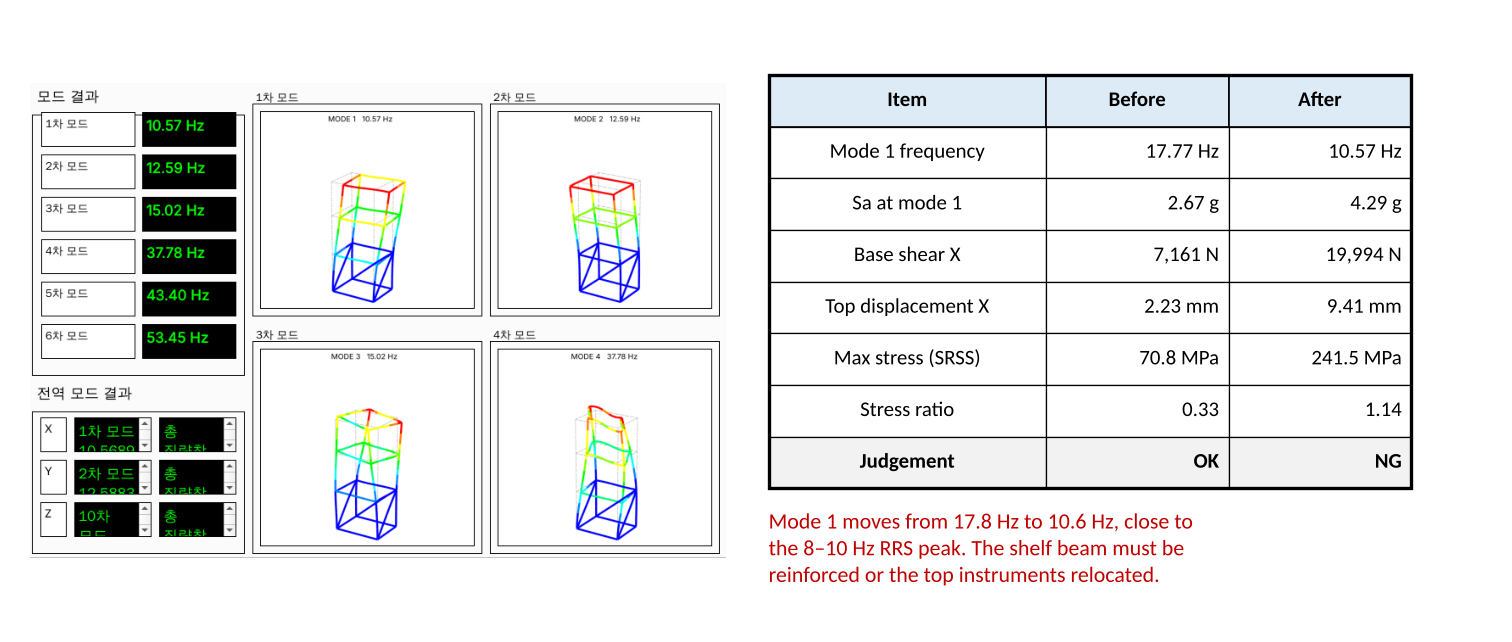 모드 결과
1차 모드 10.57 Hz
2차 모드 12.59 Hz
3차 모드 15.02 Hz
4차 모드 37.78 Hz
5차 모드 43.40 Hz
6차 모드 53.45 Hz
전역 모드 결과
X 1차 모드 총
Y 2차 모드 총
Z 10차 총
1차 모드
MODE 1 10.57 Hz
2차 모드
MODE 2 12.59 Hz
3차 모드
MODE 3 15.02 Hz
4차 모드
MODE 4 37.78 Hz
Item Before After
Mode 1 frequency 17.77 Hz 10.57 Hz
Sa at mode 1 2.67 g 4.29 g
Base shear X 7,161 N 19,994 N
Top displacement X 2.23 mm 9.41 mm
Max stress (SRSS) 70.8 MPa 241.5 MPa
Stress ratio 0.33 1.14
Judgement OK NG
Mode 1 moves from 17.8 Hz to 10.6 Hz, close to
the 8–10 Hz RRS peak. The shelf beam must be
reinforced or the top instruments relocated.